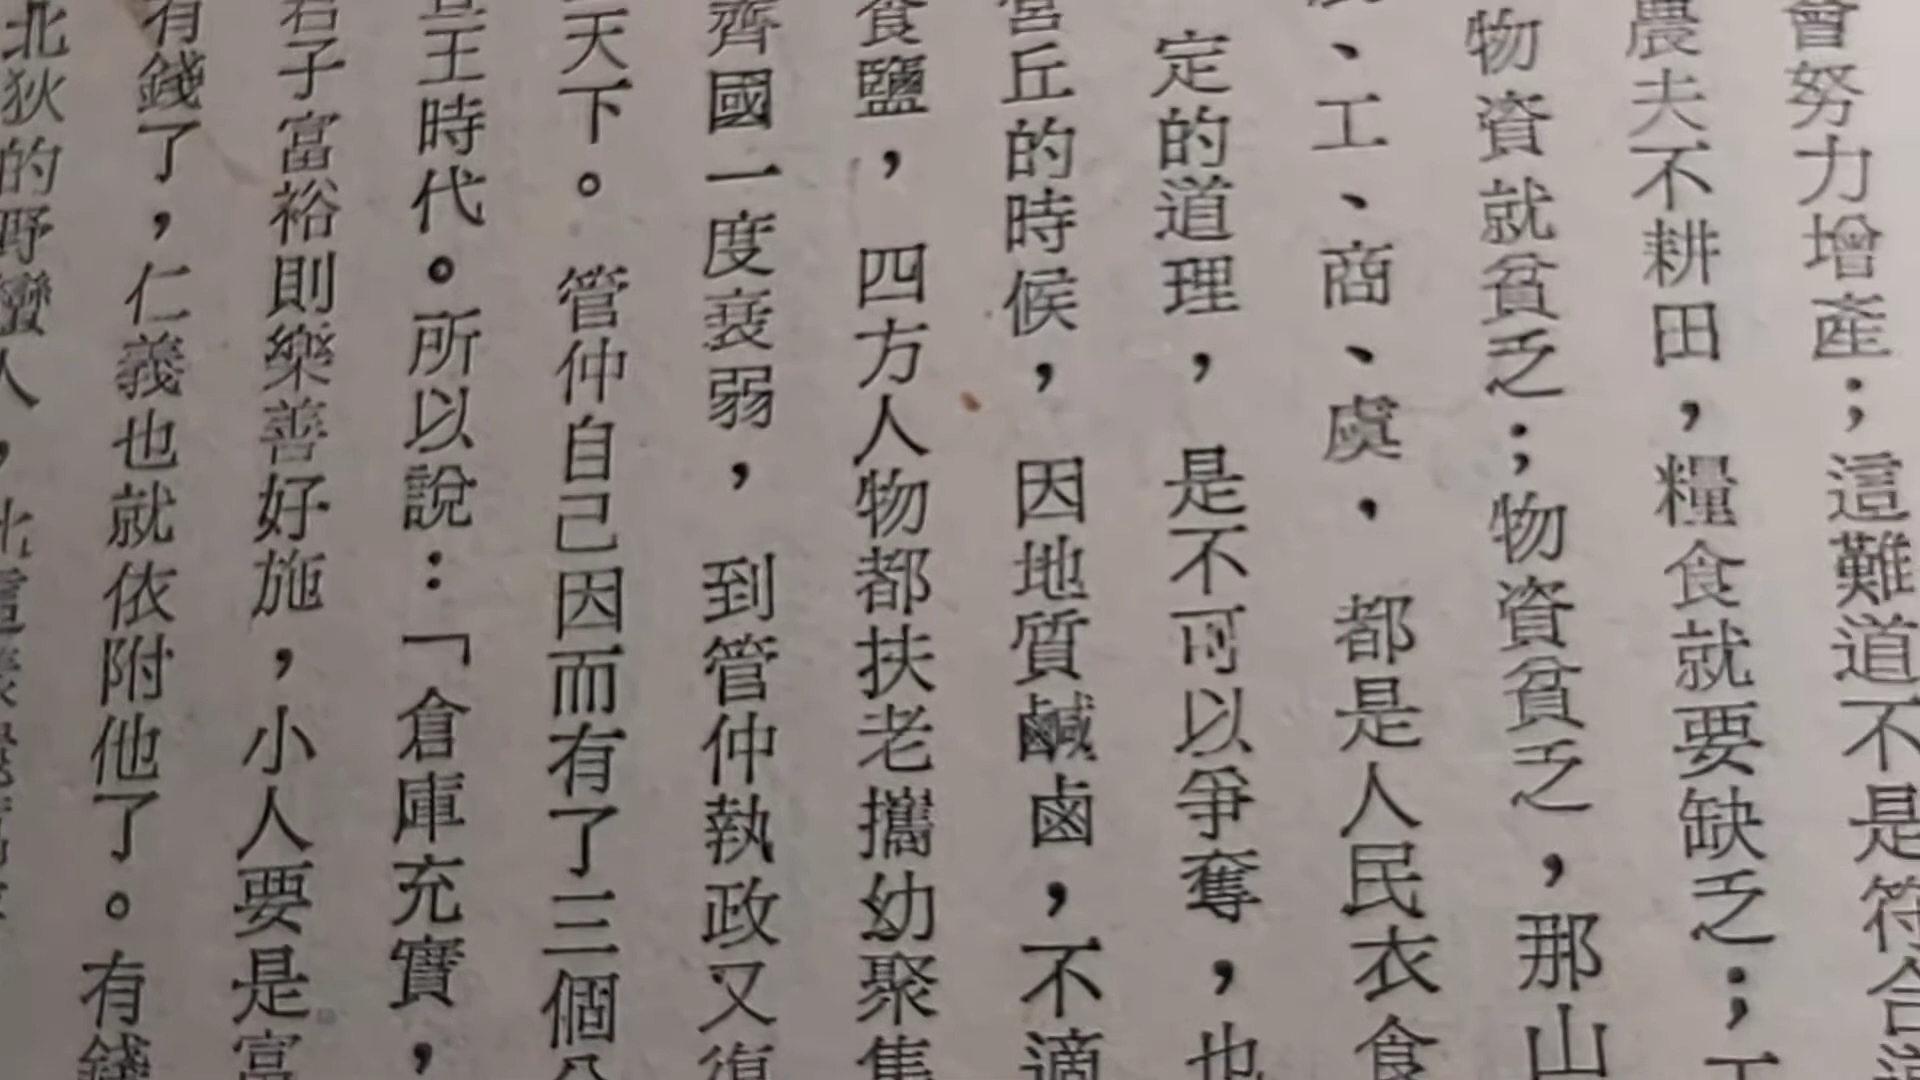 會努力增產；這難道不是符合
農夫不耕田，糧食就要缺乏；
物資就貧乏；物資貧乏，那山
、工、商、虞，都是人民衣食
定的道理，是不可以爭奪，也
丘的時候，因地質鹹鹵，不適
食鹽，四方人物都扶老攜幼聚集
齊國一度衰弱，到管仲執政又復
天下。管仲自己因而有了三個
王時代。所以說：「倉庫充實，
君子富裕則樂善好施，小人要是富
有錢了，仁義也就依附他了。有錢
北狄的野蠻人，